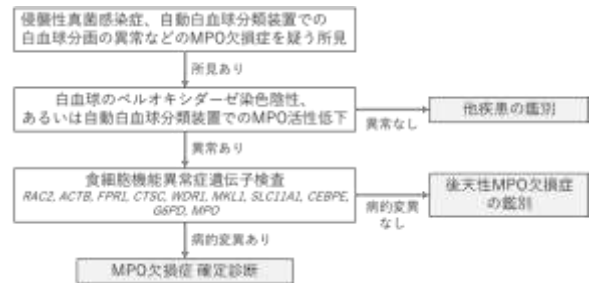 侵襲性真菌感染症、自動白血球分類装置での
白血球分画の異常などのMPO欠損症を疑う所見
所見あり
白血球のペルオキシダーゼ染色陰性、
あるいは自動白血球分類装置でのMPO活性低下
異常なし
他疾患の鑑別
異常あり
食細胞機能異常症遺伝子検査
RAC2, ACTB, FPR1, CTSC, WDR1, MKL1, SLC11A1, CEBPE,
G6PD, MPO
病的変異
なし
後天性MPO欠損症
の鑑別
病的変異あり
MPO欠損症 確定診断